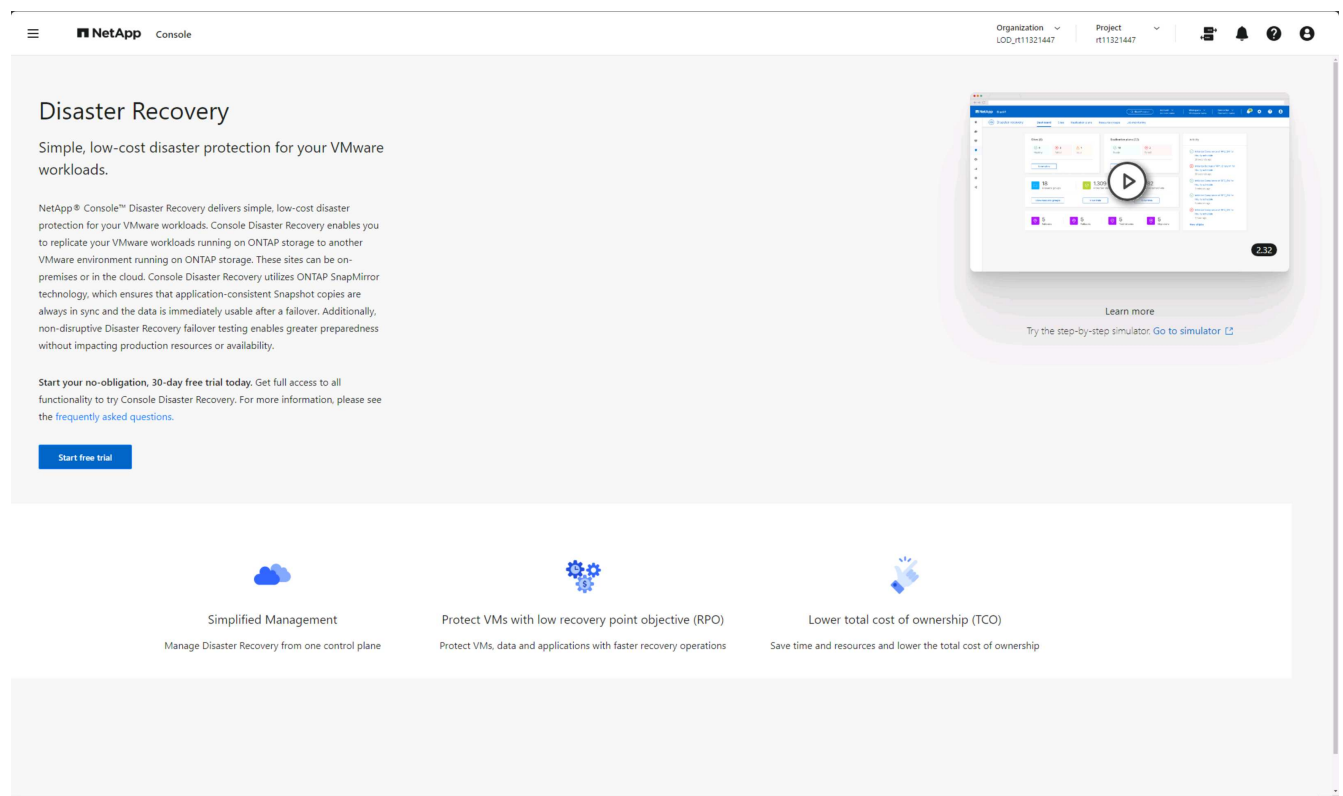 NetApp Console
Organization
LOD_rt11321447
Project
rt11321447
Disaster Recovery
Simple, low-cost disaster protection for your VMware
workloads.
NetApp® Console™ Disaster Recovery delivers simple, low-cost disaster
protection for your VMware workloads. Console Disaster Recovery enables you
to replicate your VMware workloads running on ONTAP storage to another
VMware environment running on ONTAP storage. These sites can be on-
premises or in the cloud. Console Disaster Recovery utilizes ONTAP SnapMirror
technology, which ensures that application-consistent Snapshot copies are
always in sync and the data is immediately usable after a failover. Additionally,
non-disruptive Disaster Recovery failover testing enables greater preparedness
without impacting production resources or availability.
Start your no-obligation, 30-day free trial today. Get full access to all
functionality to try Console Disaster Recovery. For more information, please see
the frequently asked questions.
Start free trial
2:32
Learn more
Try the step-by-step simulator. Go to simulator
Simplified Management
Manage Disaster Recovery from one control plane
Protect VMs with low recovery point objective (RPO)
Protect VMs, data and applications with faster recovery operations
Lower total cost of ownership (TCO)
Save time and resources and lower the total cost of ownership